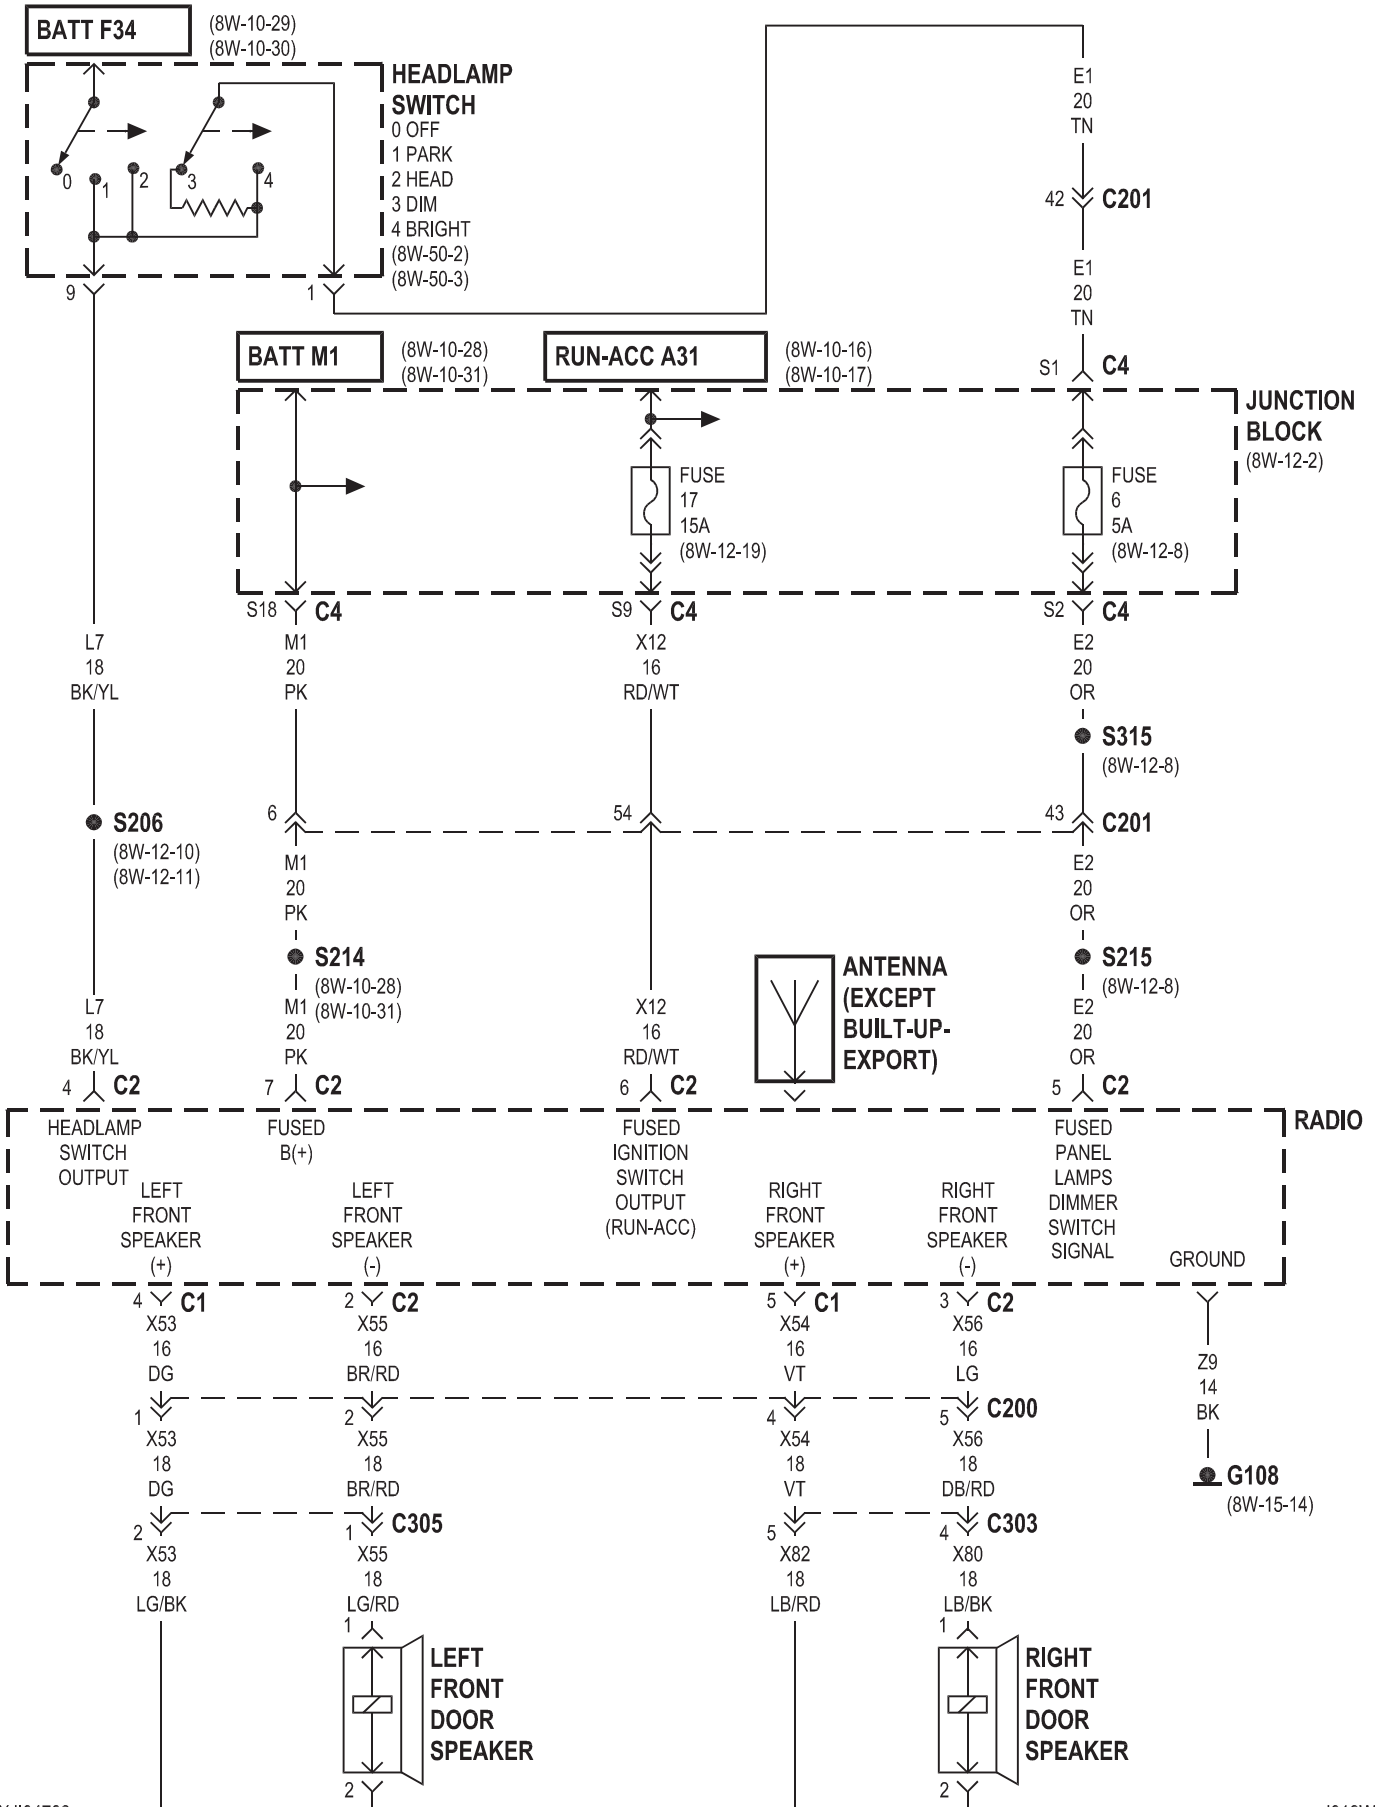 BATT F34
(8W-10-29)
(8W-10-30)
HEADLAMP
SWITCH
0 OFF
1 PARK
2 HEAD
3 DIM
4 BRIGHT
(8W-50-2)
(8W-50-3)
0
1
2
3
4
9
1
E1
20
TN
42
C201
E1
20
TN
S1
C4
BATT M1
(8W-10-28)
(8W-10-31)
RUN-ACC A31
(8W-10-16)
(8W-10-17)
JUNCTION
BLOCK
(8W-12-2)
FUSE
17
15A
(8W-12-19)
FUSE
6
5A
(8W-12-8)
S18
C4
S9
C4
S2
C4
L7
18
BK/YL
M1
20
PK
X12
16
RD/WT
E2
20
OR
S315
(8W-12-8)
S206
(8W-12-10)
(8W-12-11)
6
54
43
C201
M1
20
PK
E2
20
OR
S214
(8W-10-28)
(8W-10-31)
S215
(8W-12-8)
ANTENNA
(EXCEPT
BUILT-UP-
EXPORT)
L7
18
BK/YL
M1
20
PK
X12
16
RD/WT
E2
20
OR
4
C2
7
C2
6
C2
5
C2
RADIO
HEADLAMP
SWITCH
OUTPUT
FUSED
B(+)
FUSED
IGNITION
SWITCH
OUTPUT
(RUN-ACC)
FUSED
PANEL
LAMPS
DIMMER
SWITCH
SIGNAL
LEFT
FRONT
SPEAKER
(+)
LEFT
FRONT
SPEAKER
(-)
RIGHT
FRONT
SPEAKER
(+)
RIGHT
FRONT
SPEAKER
(-)
GROUND
4
C1
2
C2
5
C1
3
C2
X53
16
DG
X55
16
BR/RD
X54
16
VT
X56
16
LG
Z9
14
BK
1
2
4
5
C200
X53
18
DG
X55
18
BR/RD
X54
18
VT
X56
18
DB/RD
G108
(8W-15-14)
2
1
C305
5
4
C303
X53
18
LG/BK
X55
18
LG/RD
X82
18
LB/RD
X80
18
LB/BK
1
1
LEFT
FRONT
DOOR
SPEAKER
RIGHT
FRONT
DOOR
SPEAKER
2
2